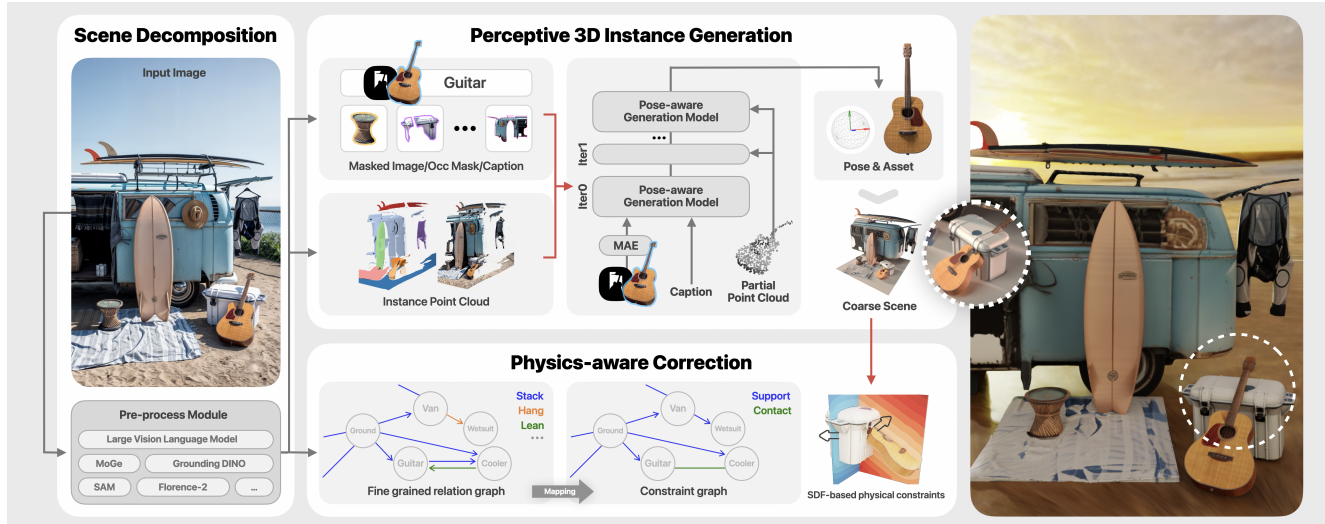 Scene Decomposition
Input Image
Pre-process Module
Large Vision Language Model
MoGe
Grounding DINO
SAM
Florence-2
...
Perceptive 3D Instance Generation
Guitar
•••
Masked Image/Occ Mask/Caption
Instance Point Cloud
Pose-aware
Generation Model
•••
Iter1
Iter0
Pose-aware
Generation Model
MAE
Caption
Partial
Point Cloud
Pose & Asset
Coarse Scene
Physics-aware Correction
Stack
Hang
Lean
•••
Van
Ground
Wetsuit
Guitar
Cooler
Fine grained relation graph
Mapping
Support
Contact
Van
Ground
Wetsuit
Guitar
Cooler
Constraint graph
SDF-based physical constraints